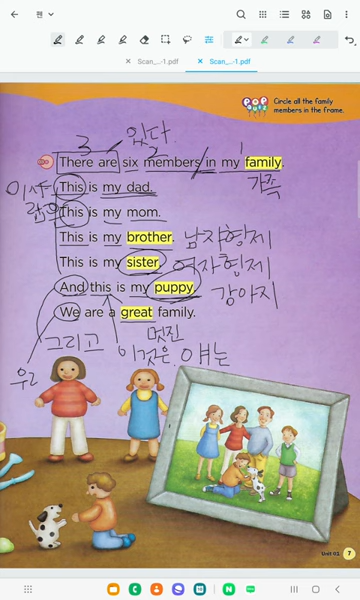 펜
Scan_...-1.pdf
Scan_...-1.pdf
POP QUIZ
Circle all the family
members in the frame.
3 있다. 2 1
There are six members in my family.
가족
이 사람은
This is my dad.
This is my mom.
This is my brother. 남자형제
This is my sister. 여자형제
And this is my puppy. 강아지
We are a great family.
그리고 이것은 멋진 얘는
우리
Unit 01 7